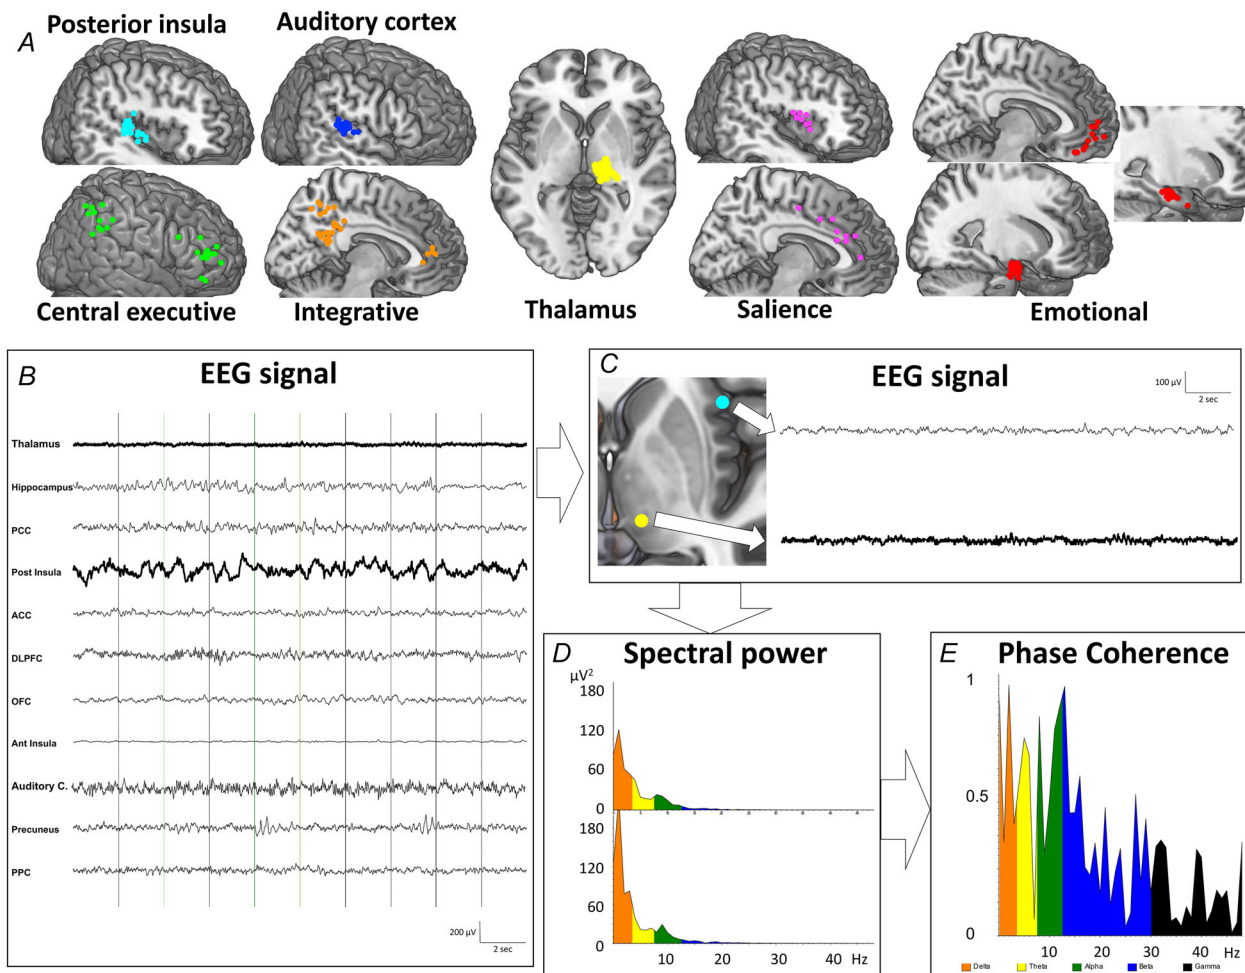 A
Posterior insula
Auditory cortex
Central executive
Integrative
Thalamus
Salience
Emotional
B
EEG signal
Thalamus
Hippocampus
PCC
Post Insula
ACC
DLPFC
OFC
Ant Insula
Auditory C.
Precuneus
PPC
200 µV
2 sec
C
EEG signal
100 µV
2 sec
D
Spectral power
µV²
180
120
60
0
180
120
60
0
10
20
30
40
Hz
E
Phase Coherence
1
0.5
0
10
20
30
40
Hz
Delta
Theta
Alpha
Beta
Gamma